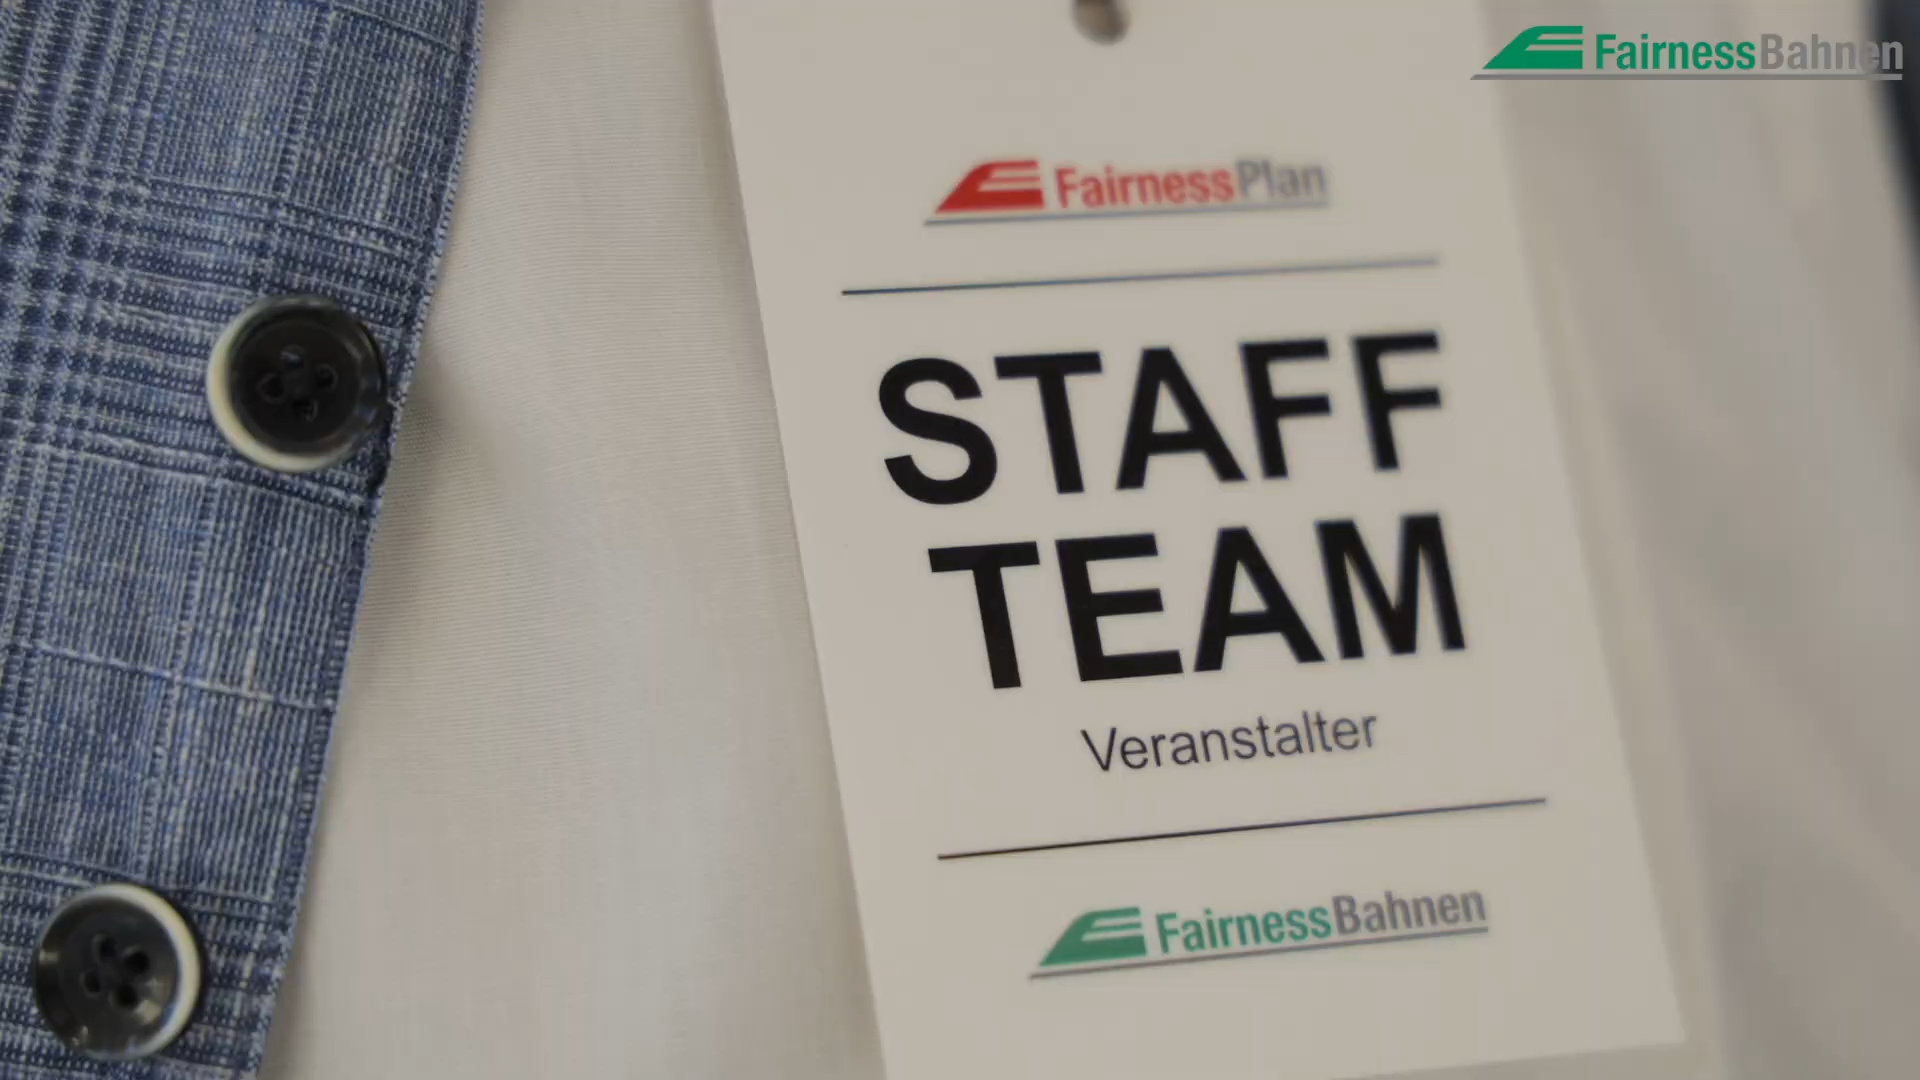 FairnessBahnen
FairnessPlan
STAFF
TEAM
Veranstalter
FairnessBahnen